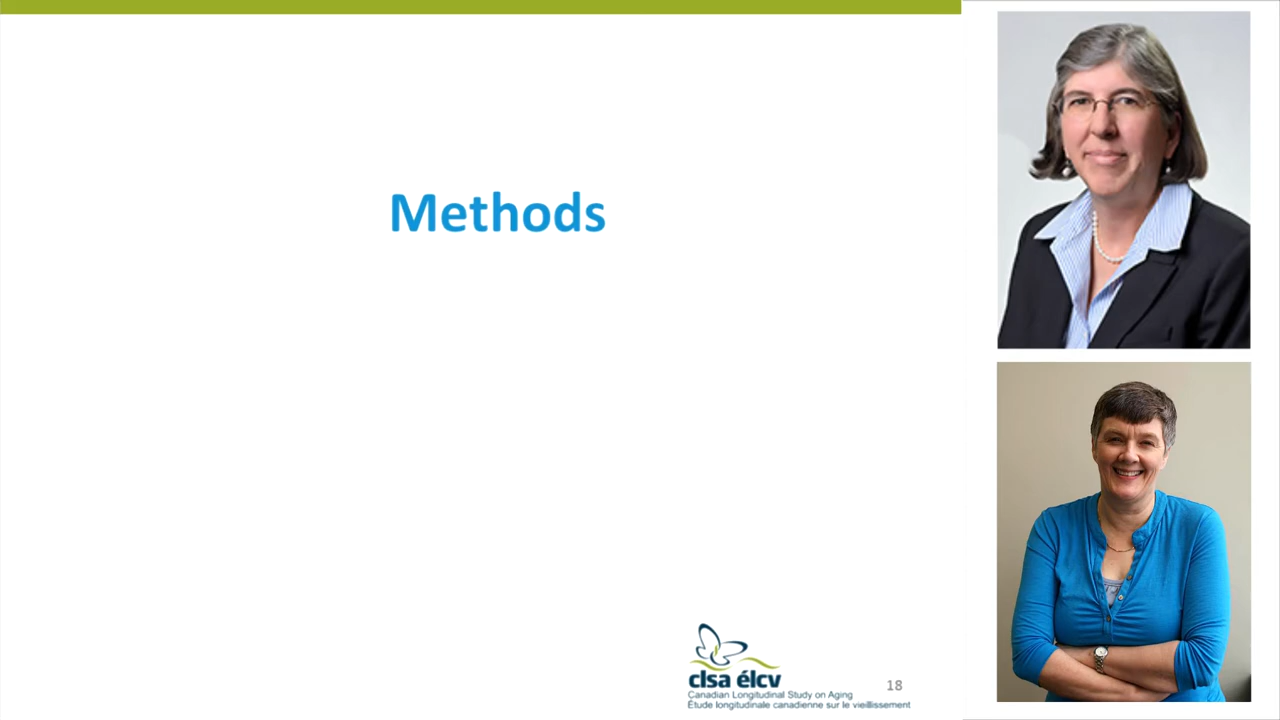 Methods
clsa élcv
Canadian Longitudinal Study on Aging
Étude longitudinale canadienne sur le vieillissement
18